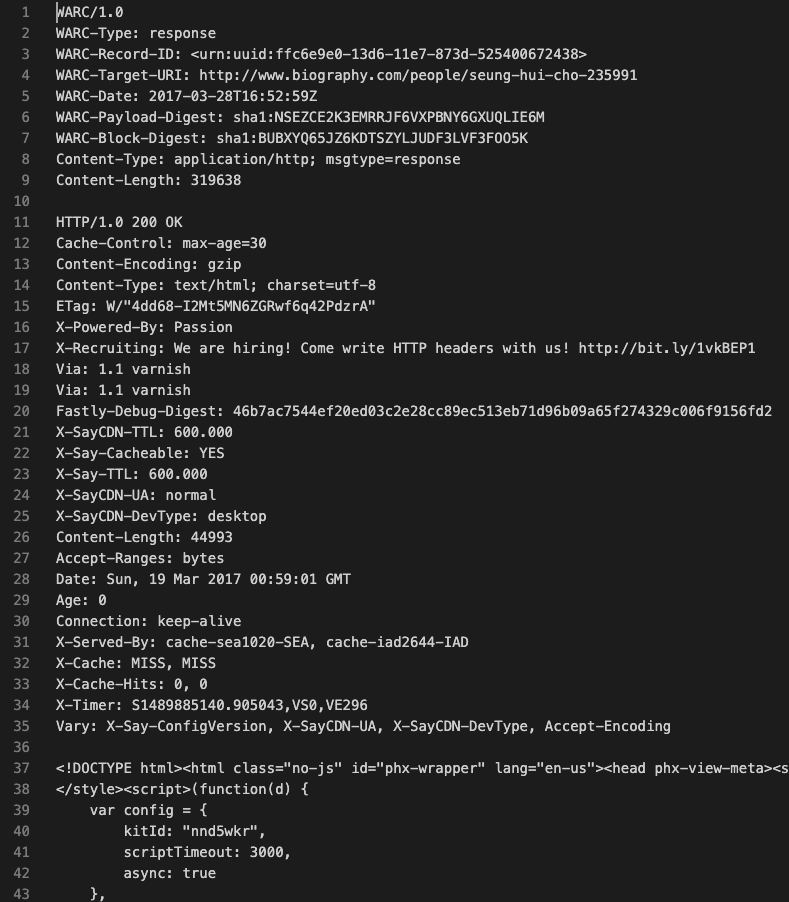 1 WARC/1.0
2 WARC-Type: response
3 WARC-Record-ID: <urn:uuid:ffc6e9e0-13d6-11e7-873d-525400672438>
4 WARC-Target-URI: http://www.biography.com/people/seung-hui-cho-235991
5 WARC-Date: 2017-03-28T16:52:59Z
6 WARC-Payload-Digest: sha1:NSEZCE2K3EMRRJF6VXPBNY6GXUQLIE6M
7 WARC-Block-Digest: sha1:BUBXYQ65JZ6KDTSZYLJUDF3LVF3FOO5K
8 Content-Type: application/http; msgtype=response
9 Content-Length: 319638
10
11 HTTP/1.0 200 OK
12 Cache-Control: max-age=30
13 Content-Encoding: gzip
14 Content-Type: text/html; charset=utf-8
15 ETag: W/"4dd68-I2Mt5MN6ZGRwf6q42PdzrA"
16 X-Powered-By: Passion
17 X-Recruiting: We are hiring! Come write HTTP headers with us! http://bit.ly/1vkBEP1
18 Via: 1.1 varnish
19 Via: 1.1 varnish
20 Fastly-Debug-Digest: 46b7ac7544ef20ed03c2e28cc89ec513eb71d96b09a65f274329c006f9156fd2
21 X-SayCDN-TTL: 600.000
22 X-Say-Cacheable: YES
23 X-Say-TTL: 600.000
24 X-SayCDN-UA: normal
25 X-SayCDN-DevType: desktop
26 Content-Length: 44993
27 Accept-Ranges: bytes
28 Date: Sun, 19 Mar 2017 00:59:01 GMT
29 Age: 0
30 Connection: keep-alive
31 X-Served-By: cache-sea1020-SEA, cache-iad2644-IAD
32 X-Cache: MISS, MISS
33 X-Cache-Hits: 0, 0
34 X-Timer: S1489885140.905043,VS0,VE296
35 Vary: X-Say-ConfigVersion, X-SayCDN-UA, X-SayCDN-DevType, Accept-Encoding
36
37 <!DOCTYPE html><html class="no-js" id="phx-wrapper" lang="en-us"><head phx-view-meta><s
38 </style><script>(function(d) {
39 var config = {
40 kitId: "nnd5wkr",
41 scriptTimeout: 3000,
42 async: true
43 },